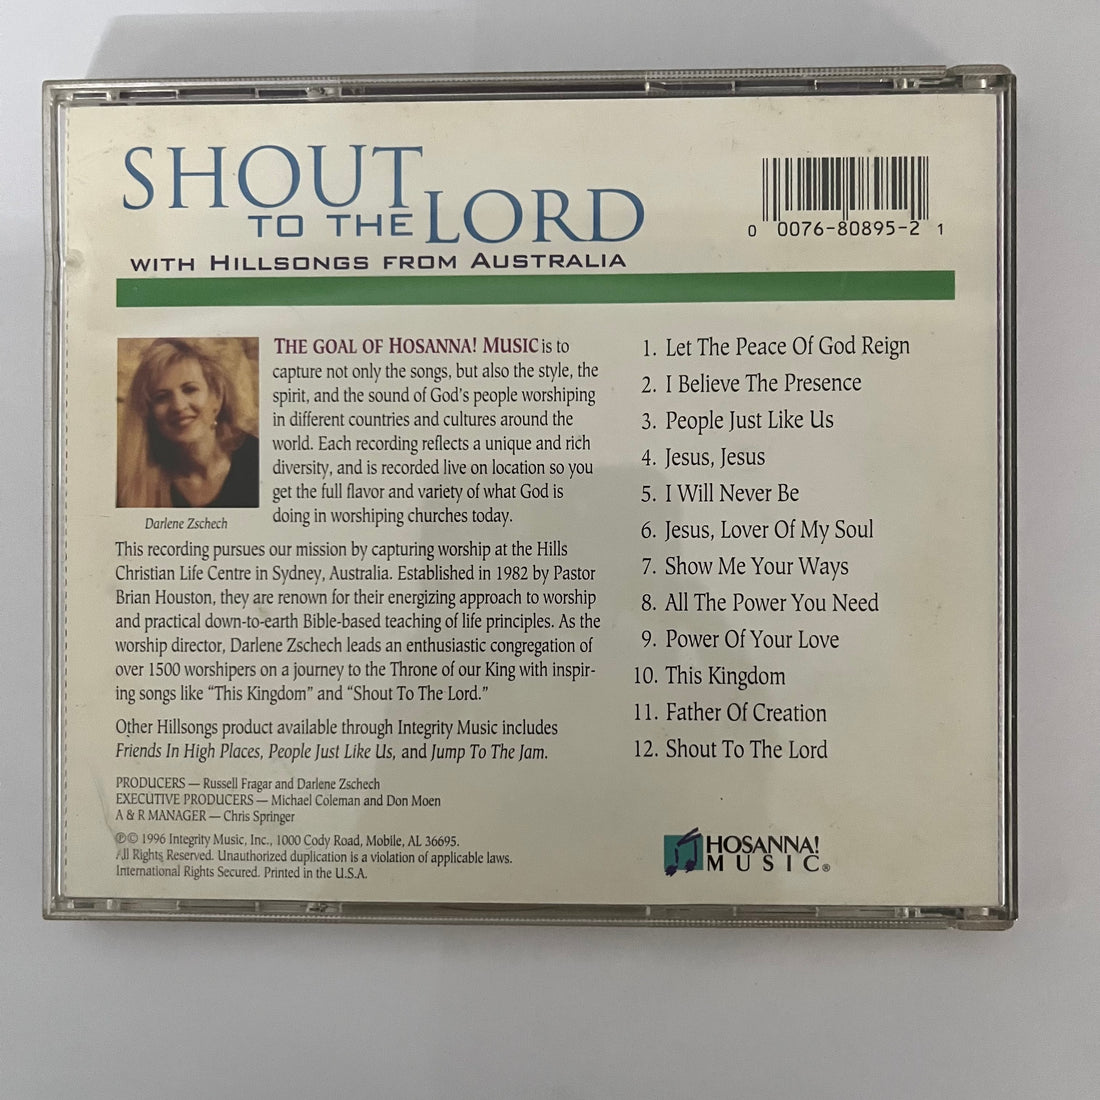 SHOUT
TO THE LORD
WITH HILLSONGS FROM AUSTRALIA
0 0076-80895-2 1
THE GOAL OF HOSANNA! MUSIC is to
capture not only the songs, but also the style, the
spirit, and the sound of God's people worshiping
in different countries and cultures around the
world. Each recording reflects a unique and rich
diversity, and is recorded live on location so you
get the full flavor and variety of what God is
doing in worshiping churches today.
Darlene Zschech
This recording pursues our mission by capturing worship at the Hills
Christian Life Centre in Sydney, Australia. Established in 1982 by Pastor
Brian Houston, they are renown for their energizing approach to worship
and practical down-to-earth Bible-based teaching of life principles. As the
worship director, Darlene Zschech leads an enthusiastic congregation of
over 1500 worshipers on a journey to the Throne of our King with inspir-
ing songs like “This Kingdom” and “Shout To The Lord.”
Other Hillsongs product available through Integrity Music includes
Friends In High Places, People Just Like Us, and Jump To The Jam.
PRODUCERS — Russell Fragar and Darlene Zschech
EXECUTIVE PRODUCERS — Michael Coleman and Don Moen
A & R MANAGER — Chris Springer
℗© 1996 Integrity Music, Inc., 1000 Cody Road, Mobile, AL 36695.
All Rights Reserved. Unauthorized duplication is a violation of applicable laws.
International Rights Secured. Printed in the U.S.A.
1. Let The Peace Of God Reign
2. I Believe The Presence
3. People Just Like Us
4. Jesus, Jesus
5. I Will Never Be
6. Jesus, Lover Of My Soul
7. Show Me Your Ways
8. All The Power You Need
9. Power Of Your Love
10. This Kingdom
11. Father Of Creation
12. Shout To The Lord
HOSANNA!
MUSIC®